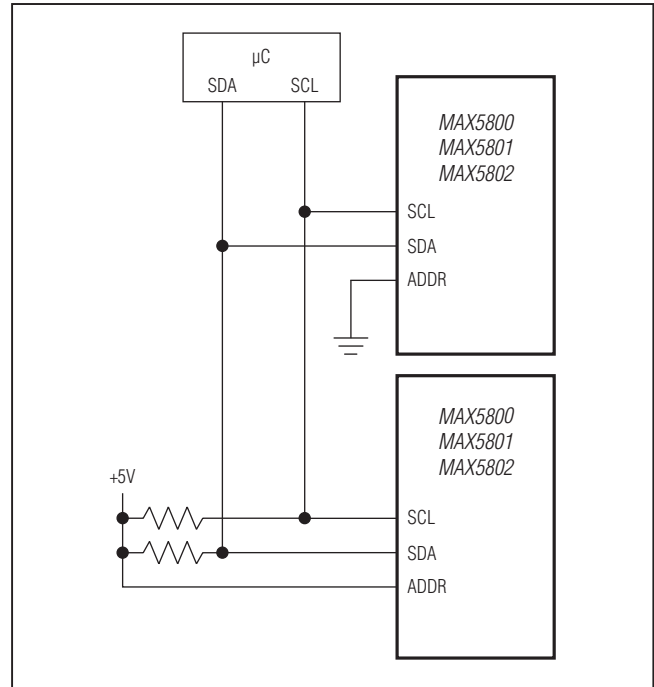 µC
SDA SCL
MAX5800
MAX5801
MAX5802
SCL
SDA
ADDR
MAX5800
MAX5801
MAX5802
+5V
SCL
SDA
ADDR